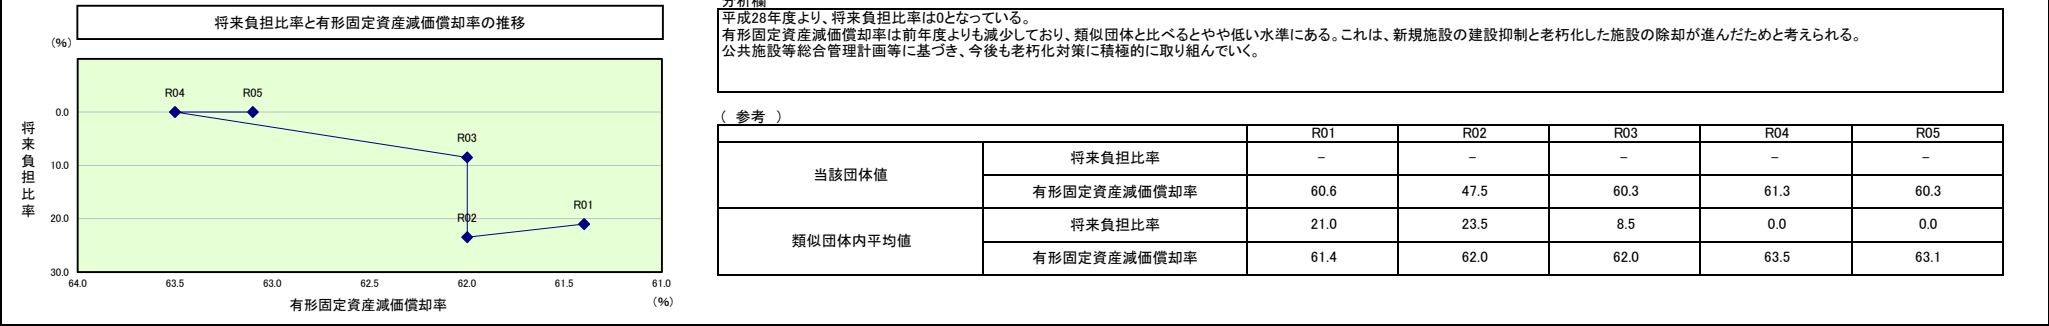 将来負担比率と有形固定資産減価償却率の推移
(%)
R04
R05
0.0
R03
10.0
将来負担比率
R02
R01
20.0
30.0
64.0 63.5 63.0 62.5 62.0 61.5 61.0
有形固定資産減価償却率
(%)
分析欄
平成28年度より、将来負担比率は0となっている。
有形固定資産減価償却率は前年度よりも減少しており、類似団体と比べるとやや低い水準にある。これは、新規施設の建設抑制と老朽化した施設の除却が進んだためと考えられる。
公共施設等総合管理計画等に基づき、今後も老朽化対策に積極的に取り組んでいく。
( 参考 )
R01 R02 R03 R04 R05
当該団体値
将来負担比率 － － － － －
有形固定資産減価償却率 60.6 47.5 60.3 61.3 60.3
類似団体内平均値
将来負担比率 21.0 23.5 8.5 0.0 0.0
有形固定資産減価償却率 61.4 62.0 62.0 63.5 63.1